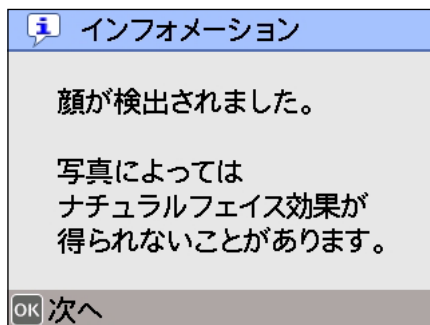 インフォメーション
顔が検出されました。
写真によっては
ナチュラルフェイス効果が
得られないことがあります。
OK 次へ